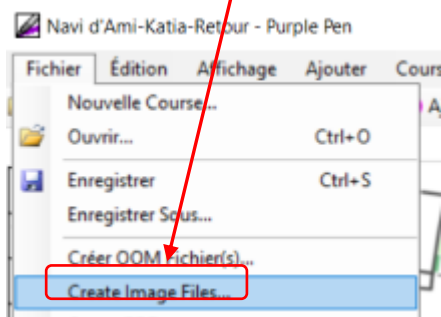 Navi d'Ami-Katia-Retour - Purple Pen
Fichier Édition Affichage Ajouter Cours
Nouvelle Course...
Ouvrir... Ctrl+O
Enregistrer Ctrl+S
Enregistrer Sous...
Créer OOM Fichier(s)...
Create Image Files...